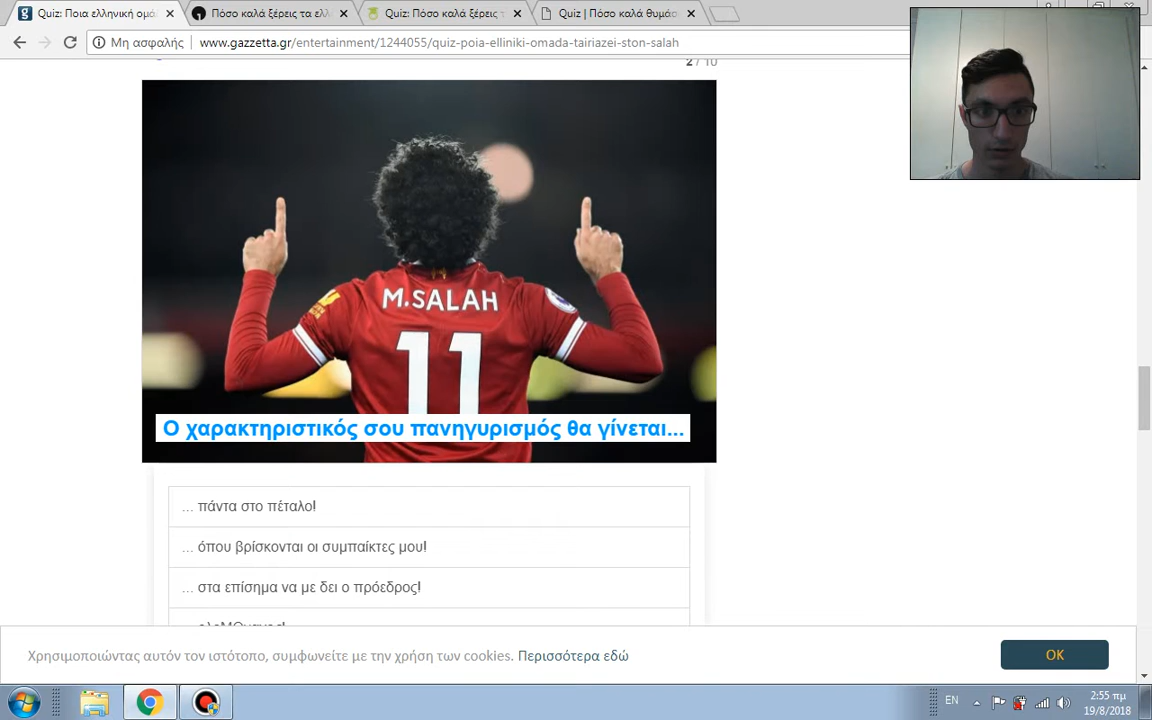 Quiz: Ποια ελληνική ομά
Πόσο καλά ξέρεις τα ελλ
Quiz: Πόσο καλά ξέρεις τ
Quiz | Πόσο καλά θυμάσ
Μη ασφαλής
www.gazzetta.gr/entertainment/1244055/quiz-poia-elliniki-omada-tairiazei-ston-salah
2 / 10
M.SALAH
11
Ο χαρακτηριστικός σου πανηγυρισμός θα γίνεται...
... πάντα στο πέταλο!
... όπου βρίσκονται οι συμπαίκτες μου!
... στα επίσημα να με δει ο πρόεδρος!
Χρησιμοποιώντας αυτόν τον ιστότοπο, συμφωνείτε με την χρήση των cookies. Περισσότερα εδώ
OK
EN
2:55 πμ
19/8/2018